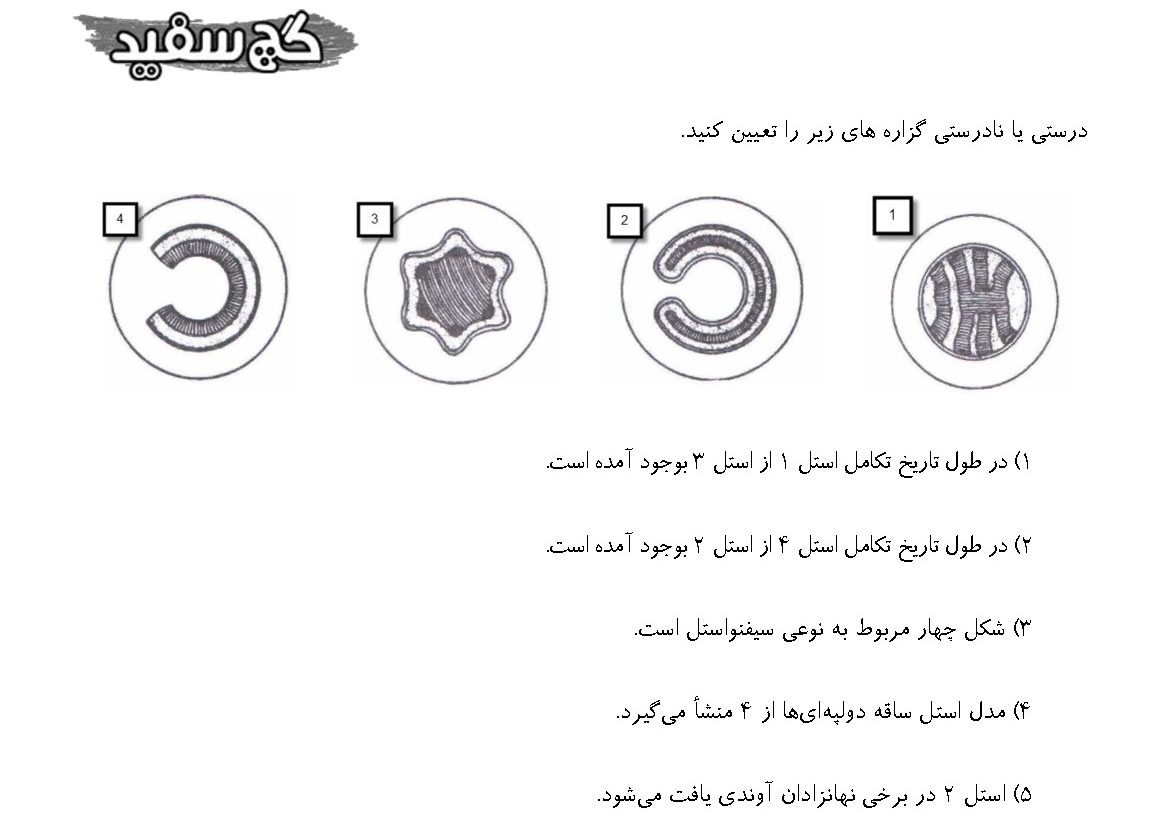 گچ سفید
درستی یا نادرستی گزاره های زیر را تعیین کنید.
4 3 2 1
۱) در طول تاریخ تکامل استل ۱ از استل ۳ بوجود آمده است.
۲) در طول تاریخ تکامل استل ۴ از استل ۲ بوجود آمده است.
۳) شکل چهار مربوط به نوعی سیفنواستل است.
۴) مدل استل ساقه دولپه‌ای‌ها از ۴ منشأ می‌گیرد.
۵) استل ۲ در برخی نهانزادان آوندی یافت می‌شود.